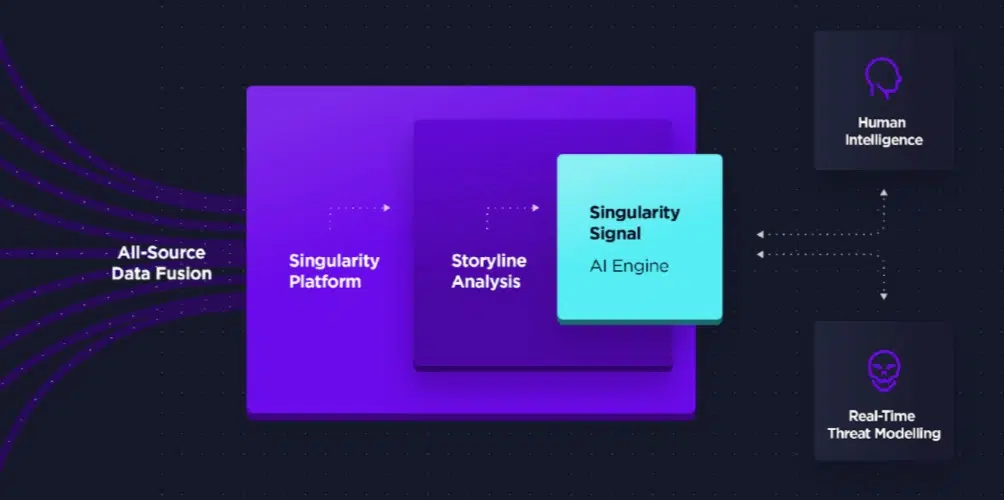 All-Source
Data Fusion
Singularity
Platform
Storyline
Analysis
Singularity
Signal
AI Engine
Human
Intelligence
Real-Time
Threat Modelling